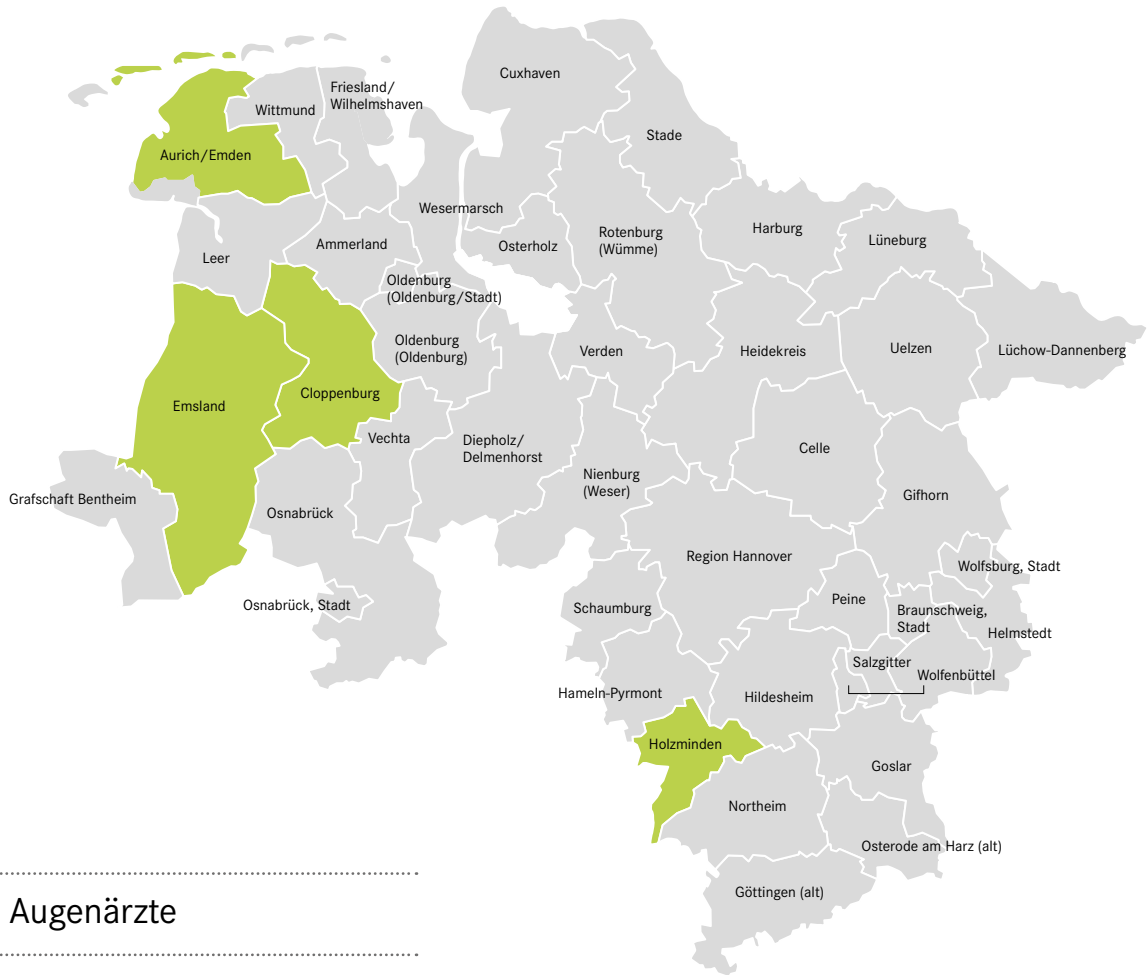 Cuxhaven
Friesland/
Wilhelmshaven
Wittmund
Stade
Aurich/Emden
Wesermarsch
Harburg
Rotenburg
(Wümme)
Lüneburg
Ammerland
Osterholz
Leer
Oldenburg
(Oldenburg/Stadt)
Oldenburg
(Oldenburg)
Verden
Heidekreis
Uelzen
Lüchow-Dannenberg
Cloppenburg
Emsland
Vechta
Diepholz/
Delmenhorst
Celle
Nienburg
(Weser)
Grafschaft Bentheim
Gifhorn
Osnabrück
Region Hannover
Wolfsburg, Stadt
Osnabrück, Stadt
Schaumburg
Peine
Braunschweig,
Stadt
Helmstedt
Salzgitter
Wolfenbüttel
Hameln-Pyrmont
Hildesheim
Holzminden
Goslar
Northeim
Osterode am Harz (alt)
Göttingen (alt)
Augenärzte